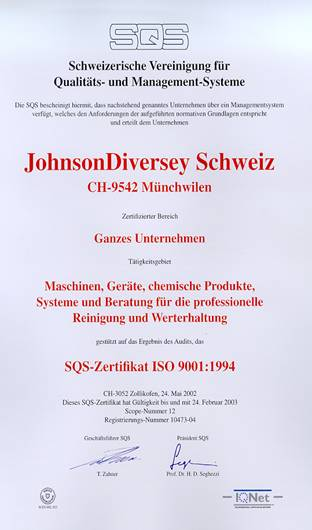 SQS
Schweizerische Vereinigung für
Qualitäts- und Management-Systeme
Die SQS bescheinigt hiermit, dass nachstehend genanntes Unternehmen über ein Managementsystem
verfügt, welches den Anforderungen der aufgeführten normativen Grundlagen entspricht
und erteilt dem Unternehmen
JohnsonDiversey Schweiz
CH-9542 Münchwilen
Zertifizierter Bereich
Ganzes Unternehmen
Tätigkeitsgebiet
Maschinen, Geräte, chemische Produkte,
Systeme und Beratung für die professionelle
Reinigung und Werterhaltung
gestützt auf das Ergebnis des Audits, das
SQS-Zertifikat ISO 9001:1994
CH-3052 Zollikofen, 24. Mai 2002
Dieses SQS-Zertifikat hat Gültigkeit bis und mit 24. Februar 2003
Scope-Nummer 12
Registrierungs-Nummer 10473-04
Geschäftsführer SQS Präsident SQS
T. Zahner Prof. Dr. H. D. Seghezzi
IQNet